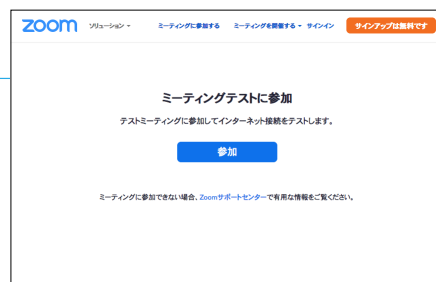 zoom ソリューション ミーティングに参加する ミーティングを開催する サインイン サインアップは無料です
ミーティングテストに参加
テストミーティングに参加してインターネット接続をテストします。
参加
ミーティングに参加できない場合、Zoomサポートセンターで有用な情報をご覧ください。